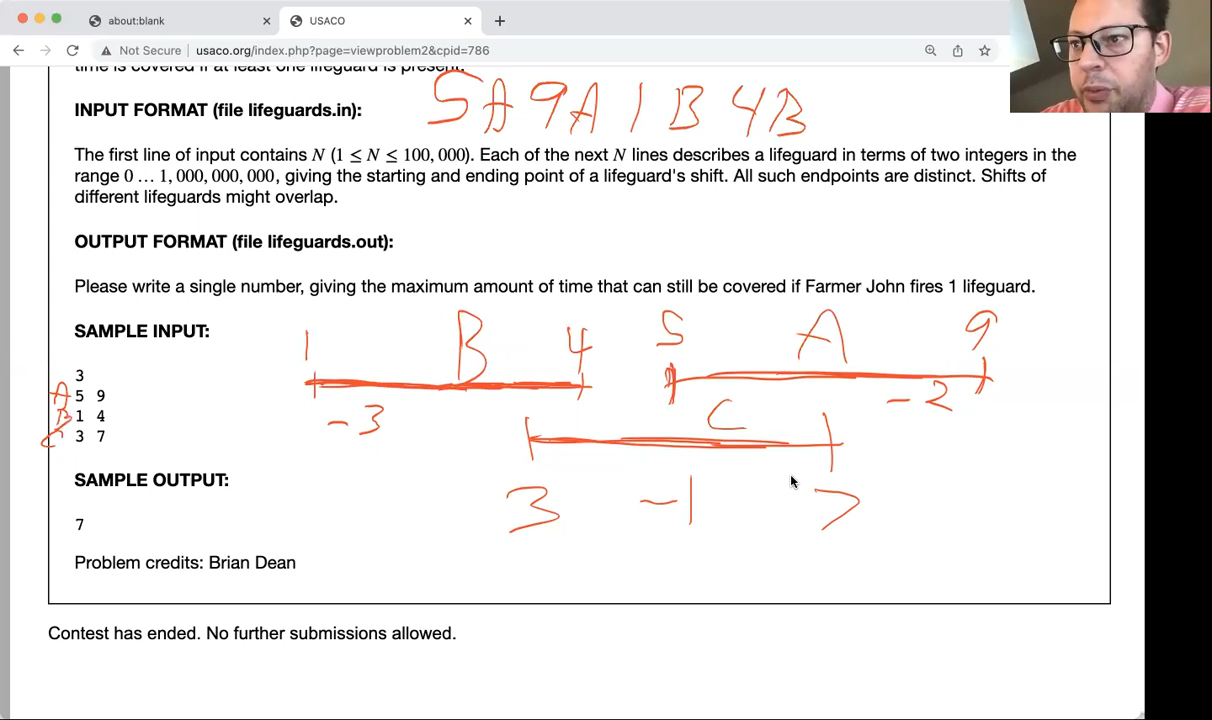 about:blank
USACO
Not Secure usaco.org/index.php?page=viewproblem2&cpid=786
time is covered if at least one lifeguard is present.
5A 9A 1B 4B
INPUT FORMAT (file lifeguards.in):
The first line of input contains N (1 ≤ N ≤ 100,000). Each of the next N lines describes a lifeguard in terms of two integers in the
range 0 … 1,000,000,000, giving the starting and ending point of a lifeguard's shift. All such endpoints are distinct. Shifts of
different lifeguards might overlap.
OUTPUT FORMAT (file lifeguards.out):
Please write a single number, giving the maximum amount of time that can still be covered if Farmer John fires 1 lifeguard.
SAMPLE INPUT:
1 B 4 5 A 9
3
A 5 9
B 1 4
C 3 7
-3 C -2
3 -1 7
SAMPLE OUTPUT:
7
Problem credits: Brian Dean
Contest has ended. No further submissions allowed.